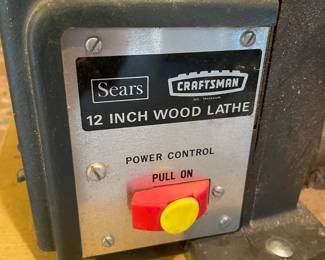 Sears
CRAFTSMAN
12 INCH WOOD LATHE
POWER CONTROL
PULL ON